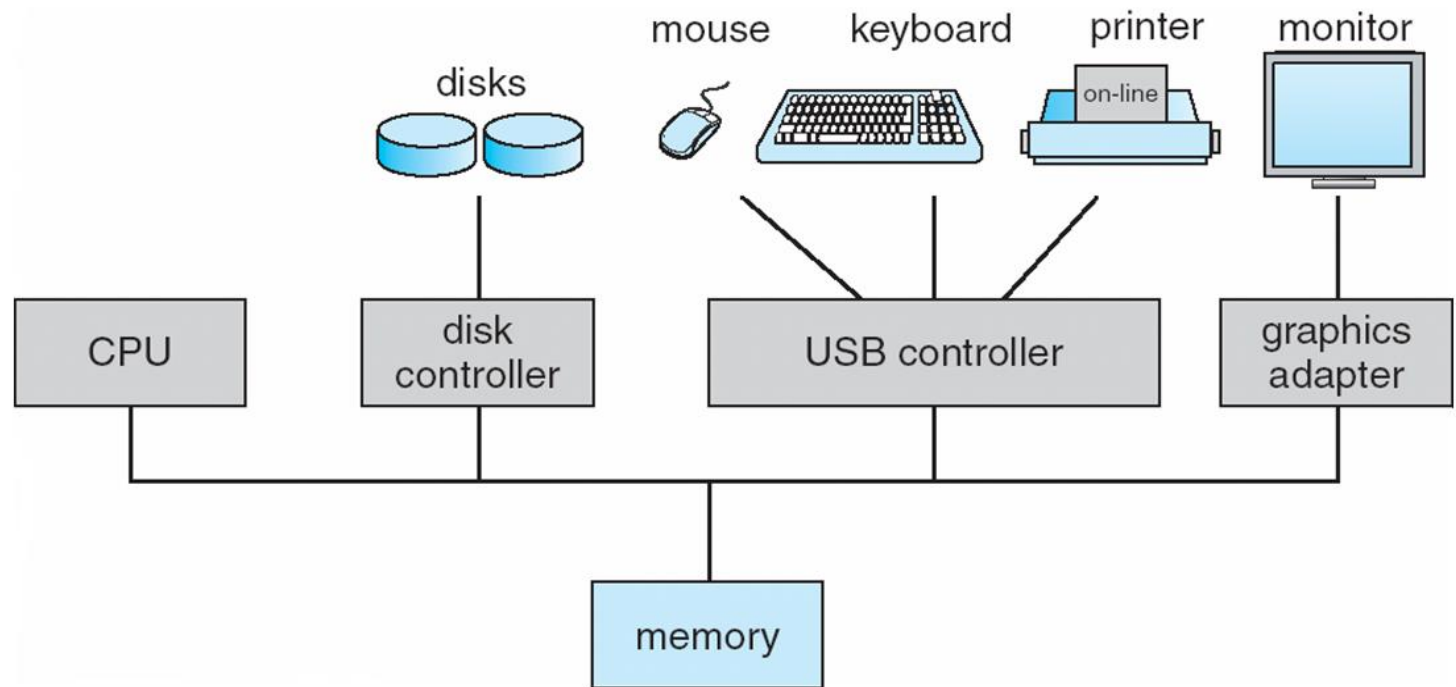 mouse
keyboard
printer
monitor
disks
on-line
CPU
disk
controller
USB controller
graphics
adapter
memory